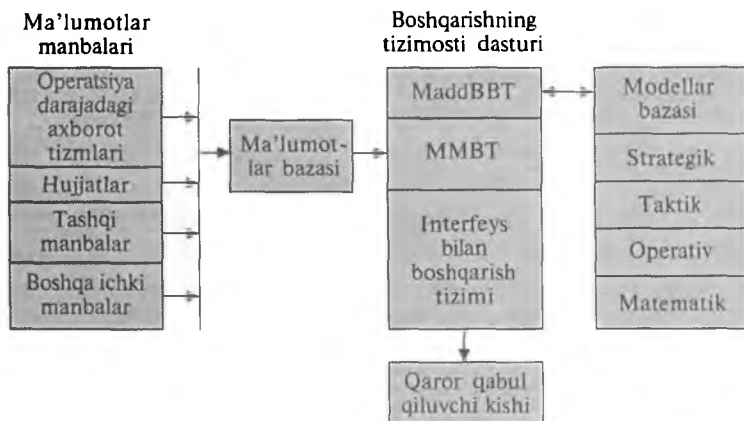 Ma'lumotlar
manbalari
Operatsiya
darajadagi
axborot
tizmlari
Hujjatlar
Tashqi
manbalar
Boshqa ichki
manbalar
Ma'lumot-
lar bazasi
Boshqarishning
tizimosti dasturi
MaddBBT
MMBT
Interfeys
bilan
boshqarish
tizimi
Qaror qabul
qiluvchi kishi
Modellar
bazasi
Strategik
Taktik
Operativ
Matematik